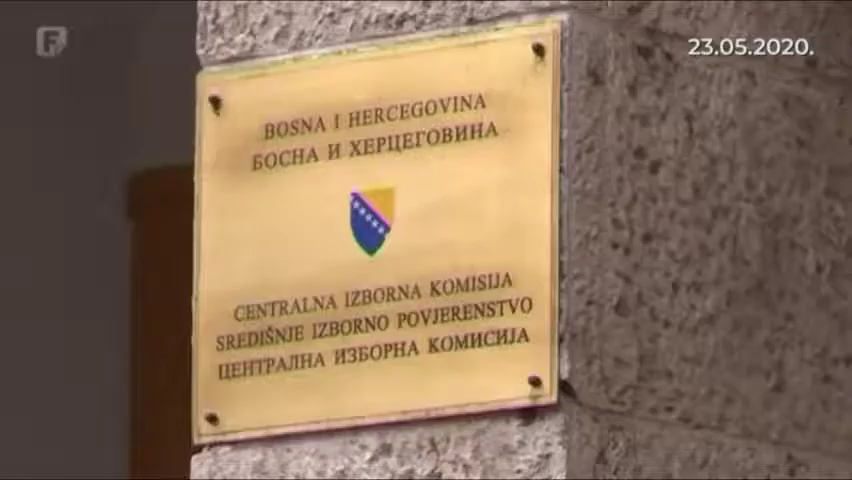 F
23.05.2020.
BOSNA I HERCEGOVINA
БОСНА И ХЕРЦЕГОВИНА
CENTRALNA IZBORNA KOMISIJA
SREDIŠNJE IZBORNO POVJERENSTVO
ЦЕНТРАЛНА ИЗБОРНА КОМИСИЈА